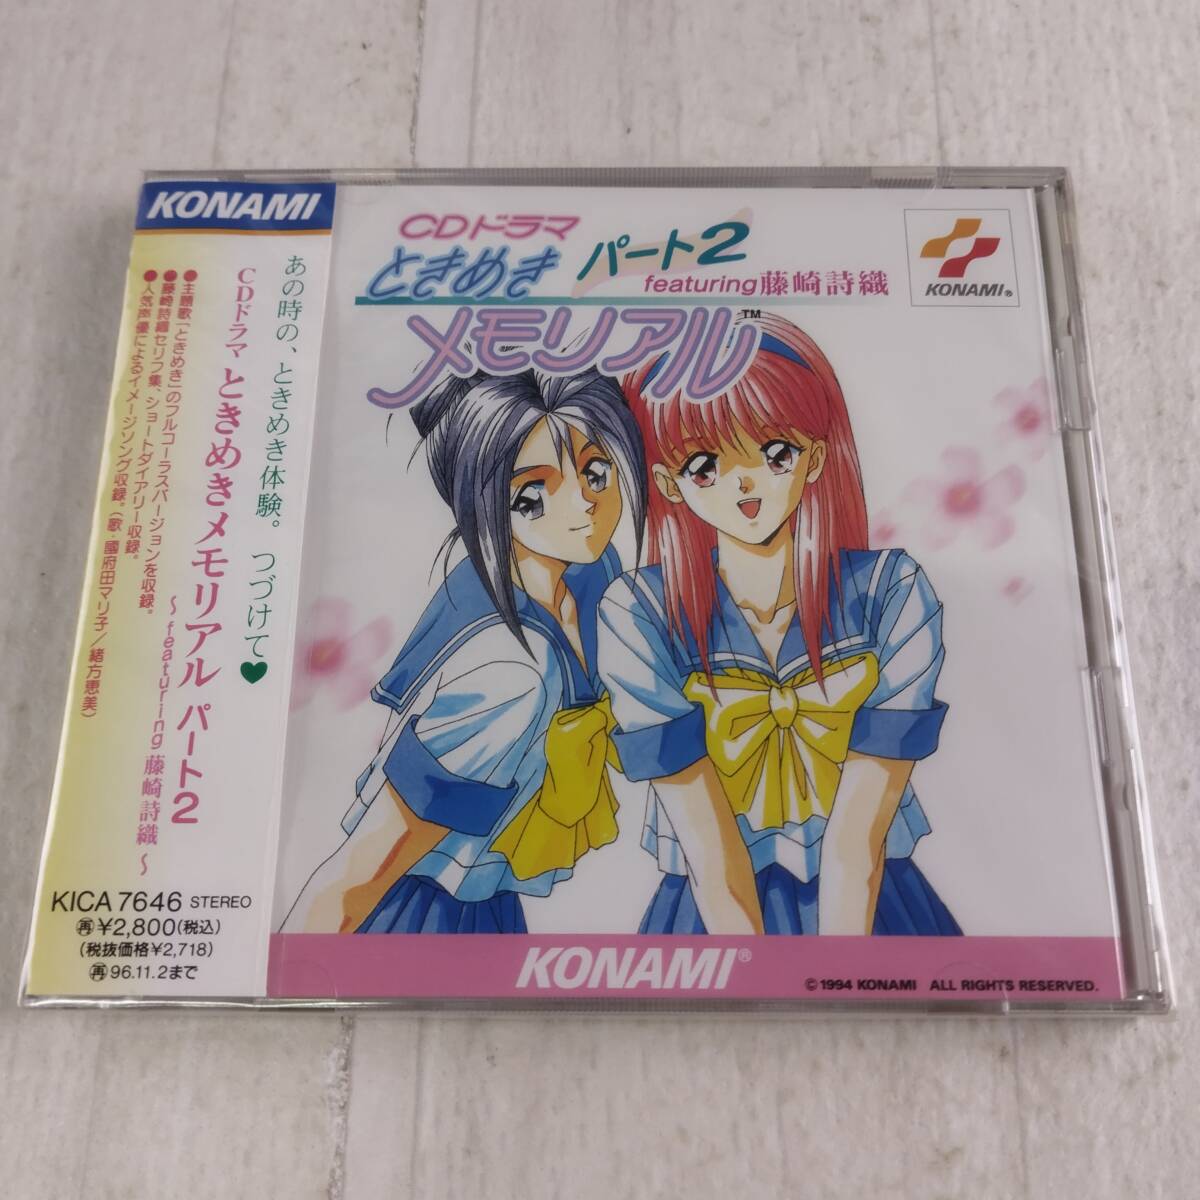 KONAMI
あの時の、ときめき体験。 つづけて♥
CDドラマ ときめきメモリアル パート2
～featuring藤崎詩織～
●主題歌「ときめき」のフルコーラスバージョンを収録。
●藤崎詩織セリフ集、ショートダイアリー収録。
●人気声優によるイメージソング収録。(歌・國府田マリ子/緒方恵美)
KICA 7646 STEREO
再¥2,800(税込)
(税抜価格¥2,718)
再96.11.2まで
CDドラマ
ときめき パート2
featuring藤崎詩織
メモリアル™
KONAMI®
KONAMI®
©1994 KONAMI ALL RIGHTS RESERVED.